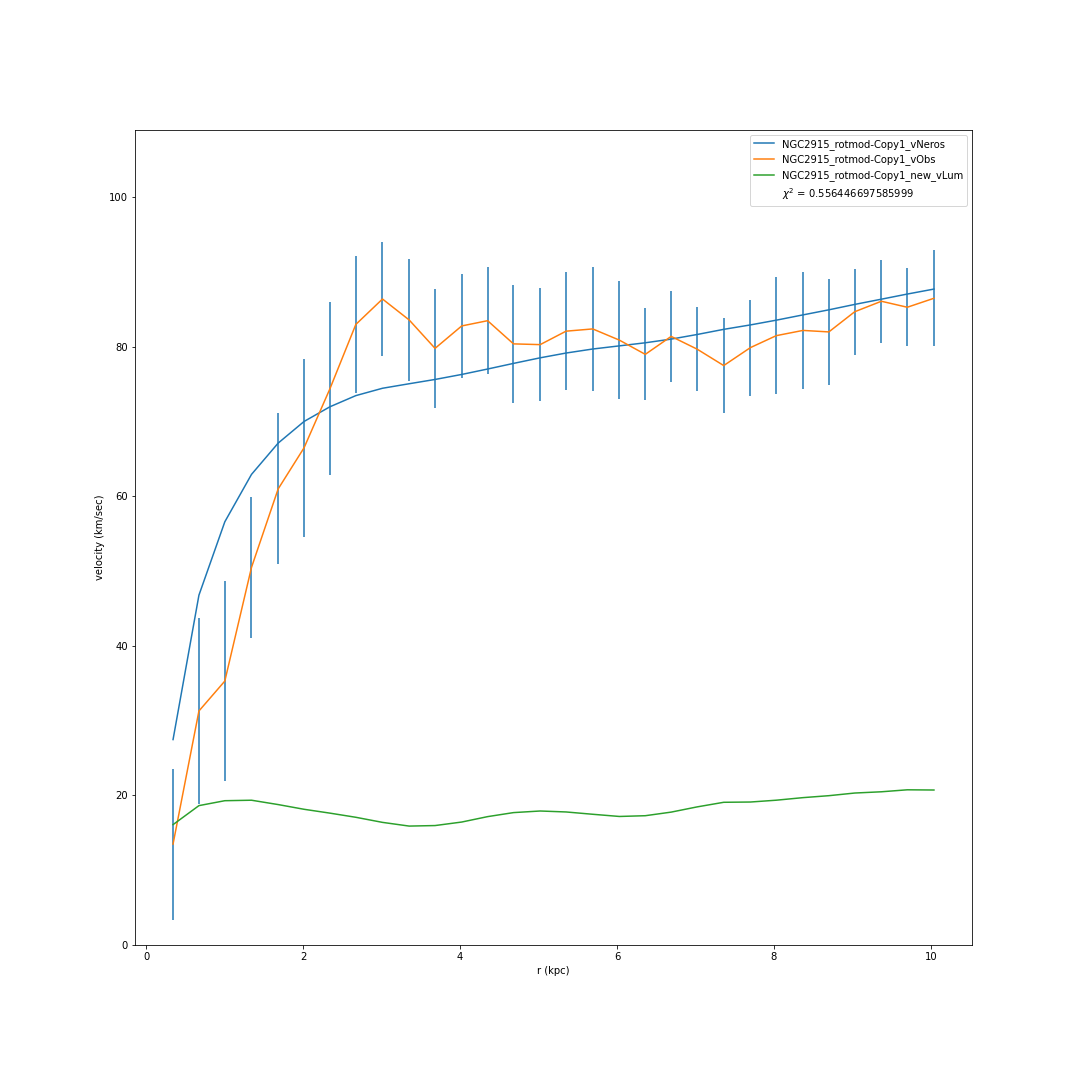 NGC2915_rotmod-Copy1_vNeros
NGC2915_rotmod-Copy1_vObs
NGC2915_rotmod-Copy1_new_vLum
χ² = 0.556446697585999
100
80
60
40
20
0
velocity (km/sec)
0 2 4 6 8 10
r (kpc)